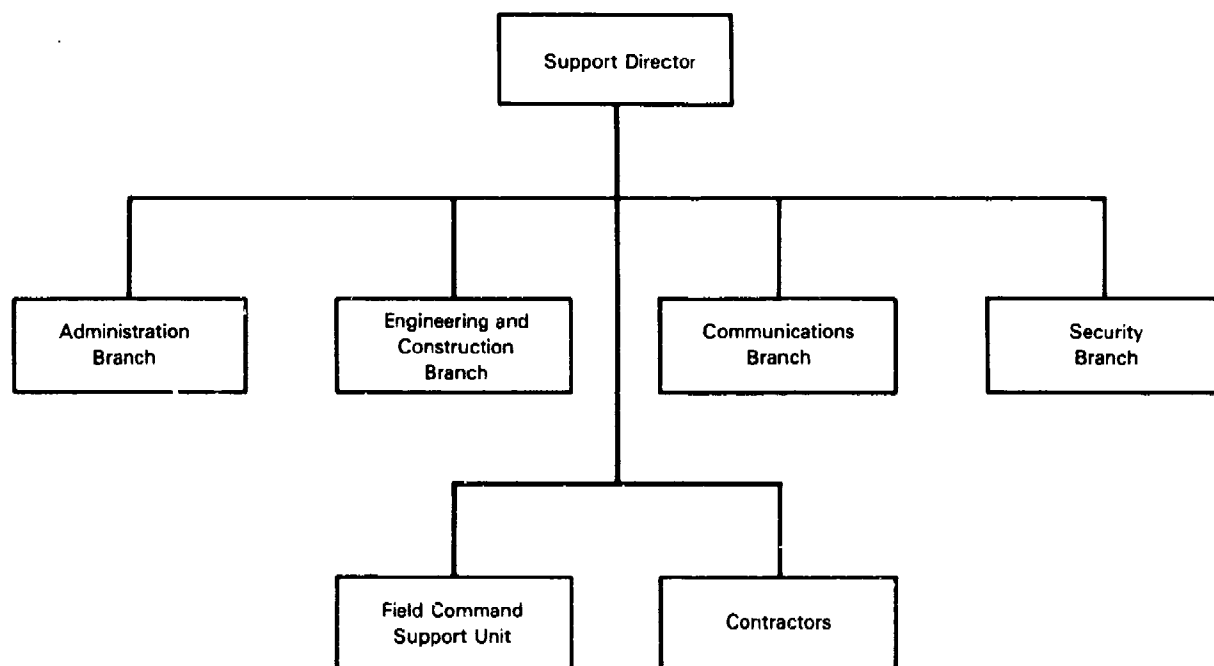 Support Director
Administration
Branch
Engineering and
Construction
Branch
Communications
Branch
Security
Branch
Field Command
Support Unit
Contractors